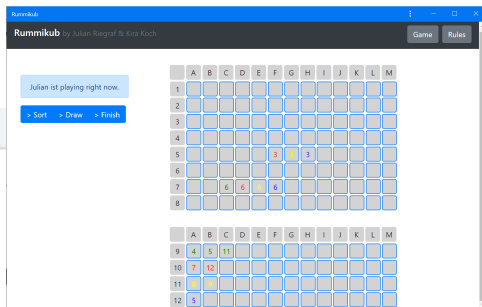 Rummikub
Rummikub by Julian Riegraf & Kira Koch Game Rules
Julian ist playing right now.
> Sort > Draw > Finish
A B C D E F G H I J K L M
1
2
3
4
5 3 3
6
7 6 6 6
8
A B C D E F G H I J K L M
9 4 5 11
10 7 12
11
12 5